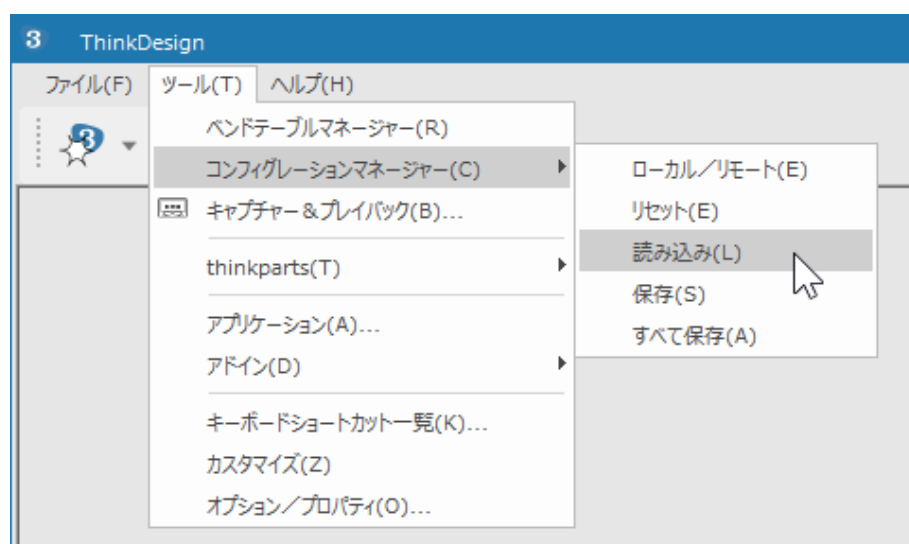 3 ThinkDesign
ファイル(F) ツール(T) ヘルプ(H)
3
ベンドテーブルマネージャー(R)
コンフィグレーションマネージャー(C)
キャプチャー&プレイバック(B)...
thinkparts(T)
アプリケーション(A)...
アドイン(D)
キーボードショートカット一覧(K)...
カスタマイズ(Z)
オプション/プロパティ(O)...
ローカル/リモート(E)
リセット(E)
読み込み(L)
保存(S)
すべて保存(A)